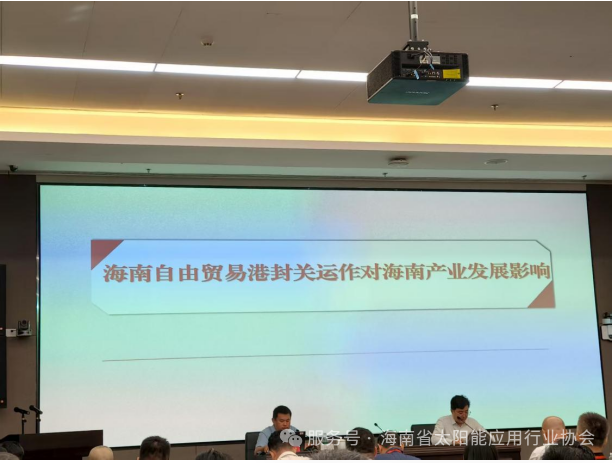 海南自由贸易港封关运作对海南产业发展影响
服务号·海南省太阳能应用行业协会